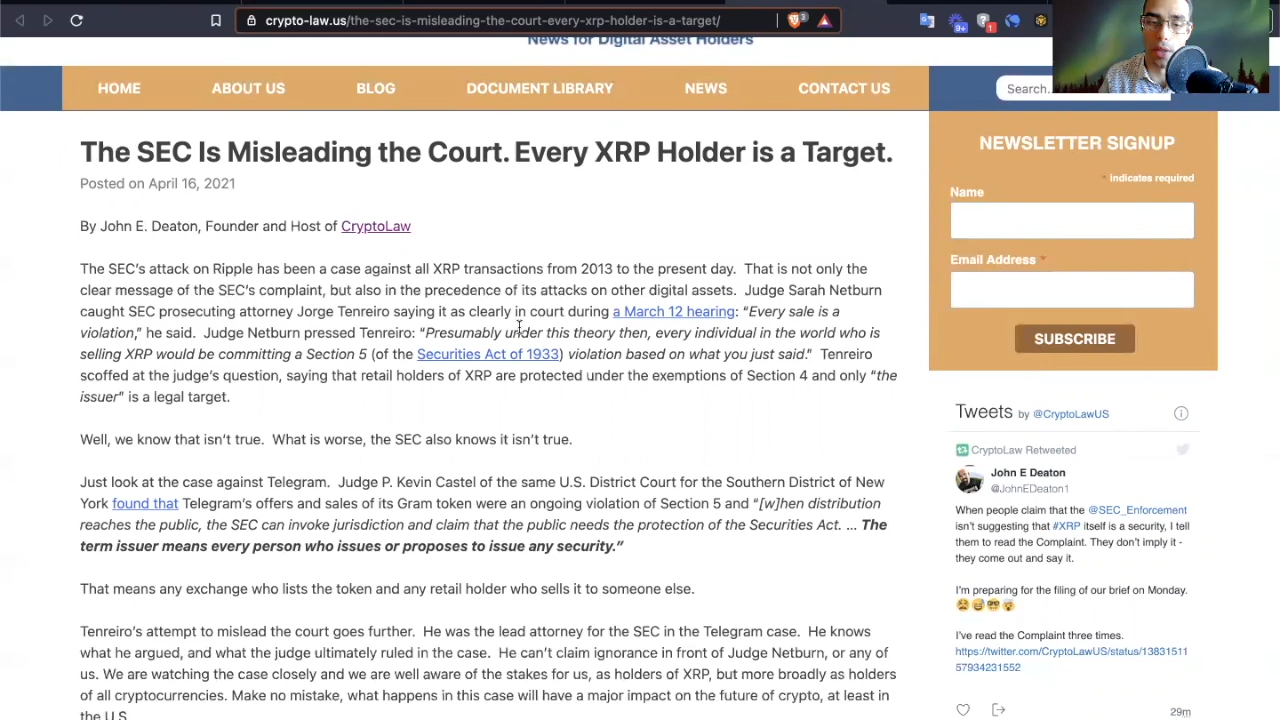 crypto-law.us/the-sec-is-misleading-the-court-every-xrp-holder-is-a-target/
3
9+
1
News for Digital Asset Holders
HOME
ABOUT US
BLOG
DOCUMENT LIBRARY
NEWS
CONTACT US
Search.
The SEC Is Misleading the Court. Every XRP Holder is a Target.
Posted on April 16, 2021
By John E. Deaton, Founder and Host of CryptoLaw
The SEC's attack on Ripple has been a case against all XRP transactions from 2013 to the present day.  That is not only the
clear message of the SEC's complaint, but also in the precedence of its attacks on other digital assets.  Judge Sarah Netburn
caught SEC prosecuting attorney Jorge Tenreiro saying it as clearly in court during a March 12 hearing: “Every sale is a
violation,” he said.  Judge Netburn pressed Tenreiro: “Presumably under this theory then, every individual in the world who is
selling XRP would be committing a Section 5 (of the Securities Act of 1933) violation based on what you just said.”  Tenreiro
scoffed at the judge's question, saying that retail holders of XRP are protected under the exemptions of Section 4 and only “the
issuer” is a legal target.
Well, we know that isn't true.  What is worse, the SEC also knows it isn't true.
Just look at the case against Telegram.  Judge P. Kevin Castel of the same U.S. District Court for the Southern District of New
York found that Telegram's offers and sales of its Gram token were an ongoing violation of Section 5 and “[w]hen distribution
reaches the public, the SEC can invoke jurisdiction and claim that the public needs the protection of the Securities Act. … The
term issuer means every person who issues or proposes to issue any security.”
That means any exchange who lists the token and any retail holder who sells it to someone else.
Tenreiro's attempt to mislead the court goes further.  He was the lead attorney for the SEC in the Telegram case.  He knows
what he argued, and what the judge ultimately ruled in the case.  He can't claim ignorance in front of Judge Netburn, or any of
us.  We are watching the case closely and we are well aware of the stakes for us, as holders of XRP, but more broadly as holders
of all cryptocurrencies.  Make no mistake, what happens in this case will have a major impact on the future of crypto, at least in
the U.S.
NEWSLETTER SIGNUP
* indicates required
Name
Email Address *
SUBSCRIBE
Tweets by @CryptoLawUS
CryptoLaw Retweeted
John E Deaton
@JohnEDeaton1
When people claim that the @SEC_Enforcement
isn't suggesting that #XRP itself is a security, I tell
them to read the Complaint. They don't imply it -
they come out and say it.
I'm preparing for the filing of our brief on Monday.
I've read the Complaint three times.
https://twitter.com/CryptoLawUS/status/13831511
57934231552
29m